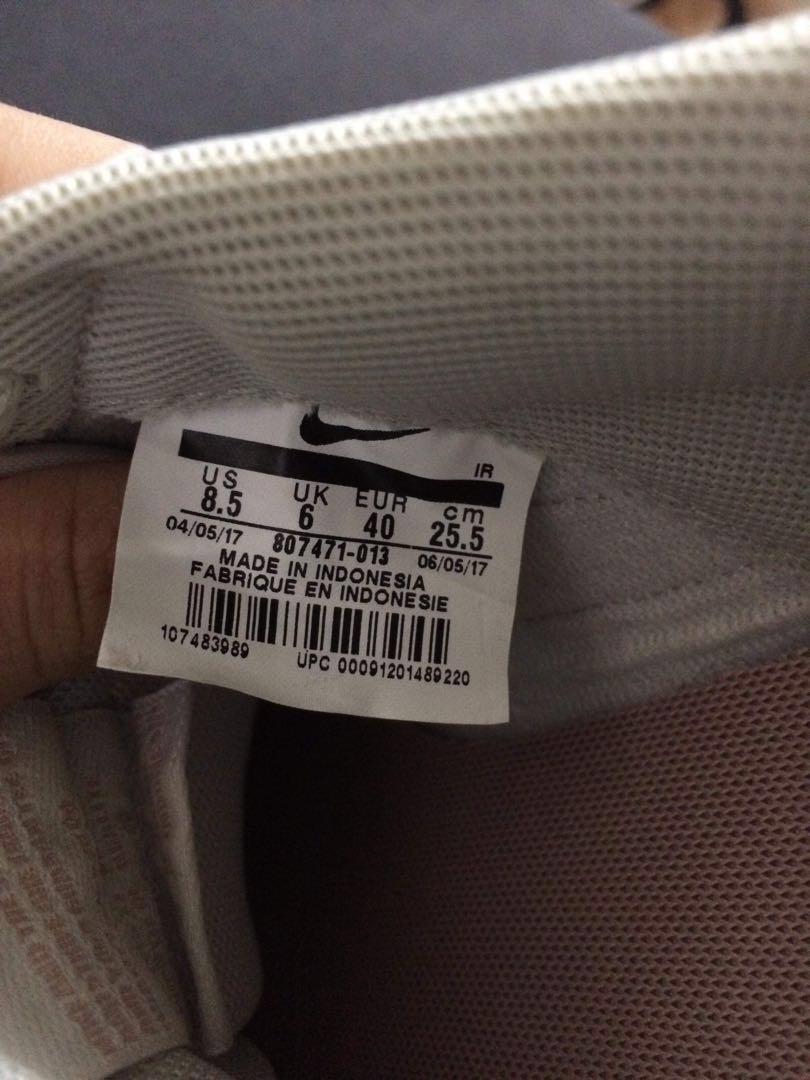 IR
US UK EUR cm
8.5 6 40 25.5
04/05/17 807471-013 06/05/17
MADE IN INDONESIA
FABRIQUE EN INDONESIE
107483989 UPC 00091201489220